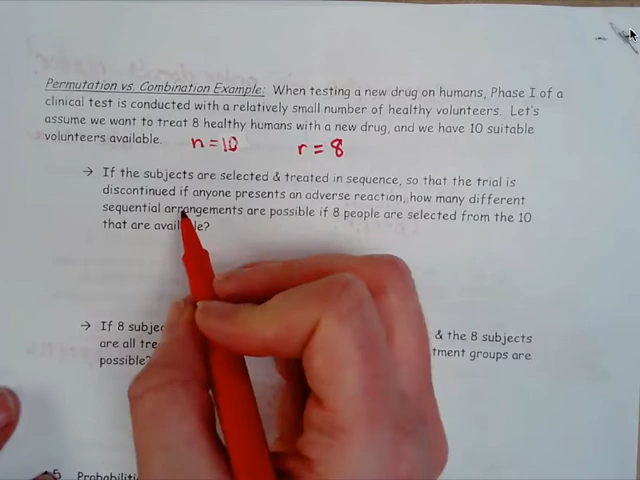 Permutation vs. Combination Example: When testing a new drug on humans, Phase I of a
clinical test is conducted with a relatively small number of healthy volunteers. Let's
assume we want to treat 8 healthy humans with a new drug, and we have 10 suitable
volunteers available. n = 10 r = 8
→ If the subjects are selected & treated in sequence, so that the trial is
discontinued if anyone presents an adverse reaction, how many different
sequential arrangements are possible if 8 people are selected from the 10
that are available?
→ If 8 & the 8 subjects
are all groups are
possible?